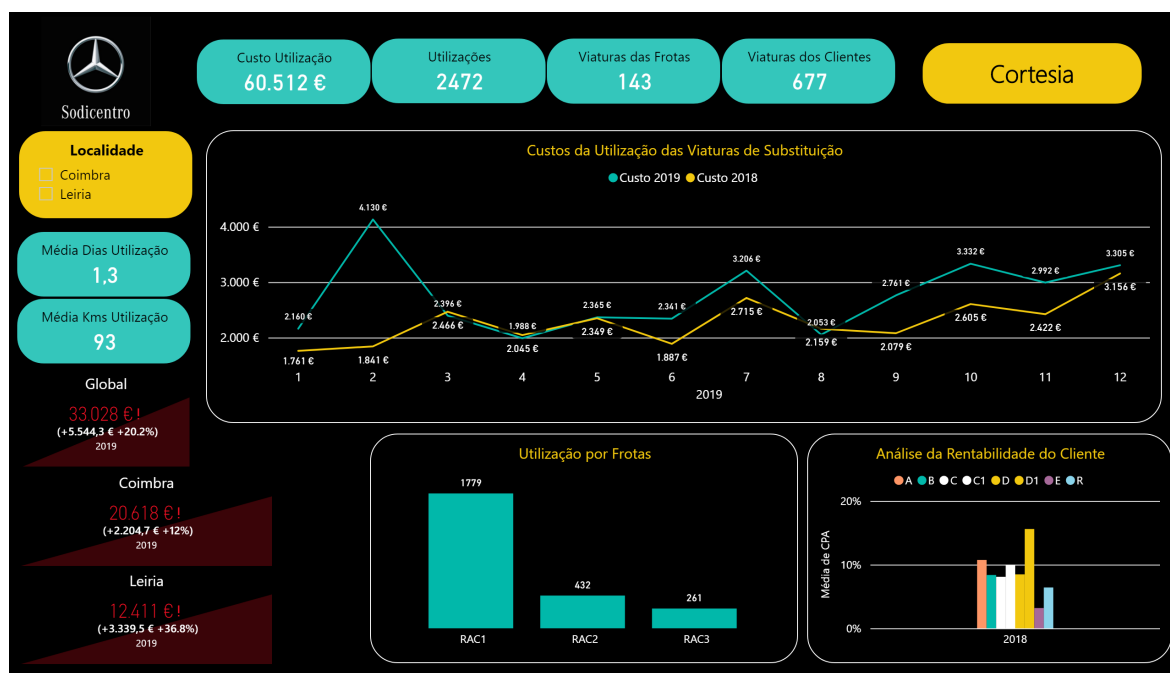 Sodicentro
Custo Utilização
60.512 €
Utilizações
2472
Viaturas das Frotas
143
Viaturas dos Clientes
677
Cortesia
Localidade
Coimbra
Leiria
Média Dias Utilização
1,3
Média Kms Utilização
93
Global
33.028 €!
(+5.544,3 € +20.2%)
2019
Coimbra
20.618 €!
(+2.204,7 € +12%)
2019
Leiria
12.411 €!
(+3.339,5 € +36.8%)
2019
Custos da Utilização das Viaturas de Substituição
Custo 2019 Custo 2018
4.000 €
3.000 €
2.000 €
2.160 € 4.130 € 2.396 € 1.988 € 2.365 € 2.341 € 3.206 € 2.053 € 2.761 € 3.332 € 2.992 € 3.305 €
1.761 € 1.841 € 2.466 € 2.045 € 2.349 € 1.887 € 2.715 € 2.159 € 2.079 € 2.605 € 2.422 € 3.156 €
1 2 3 4 5 6 7 8 9 10 11 12
2019
Utilização por Frotas
1779
432
261
RAC1 RAC2 RAC3
Análise da Rentabilidade do Cliente
A B C C1 D D1 E R
Média de CPA
20%
10%
0%
2018